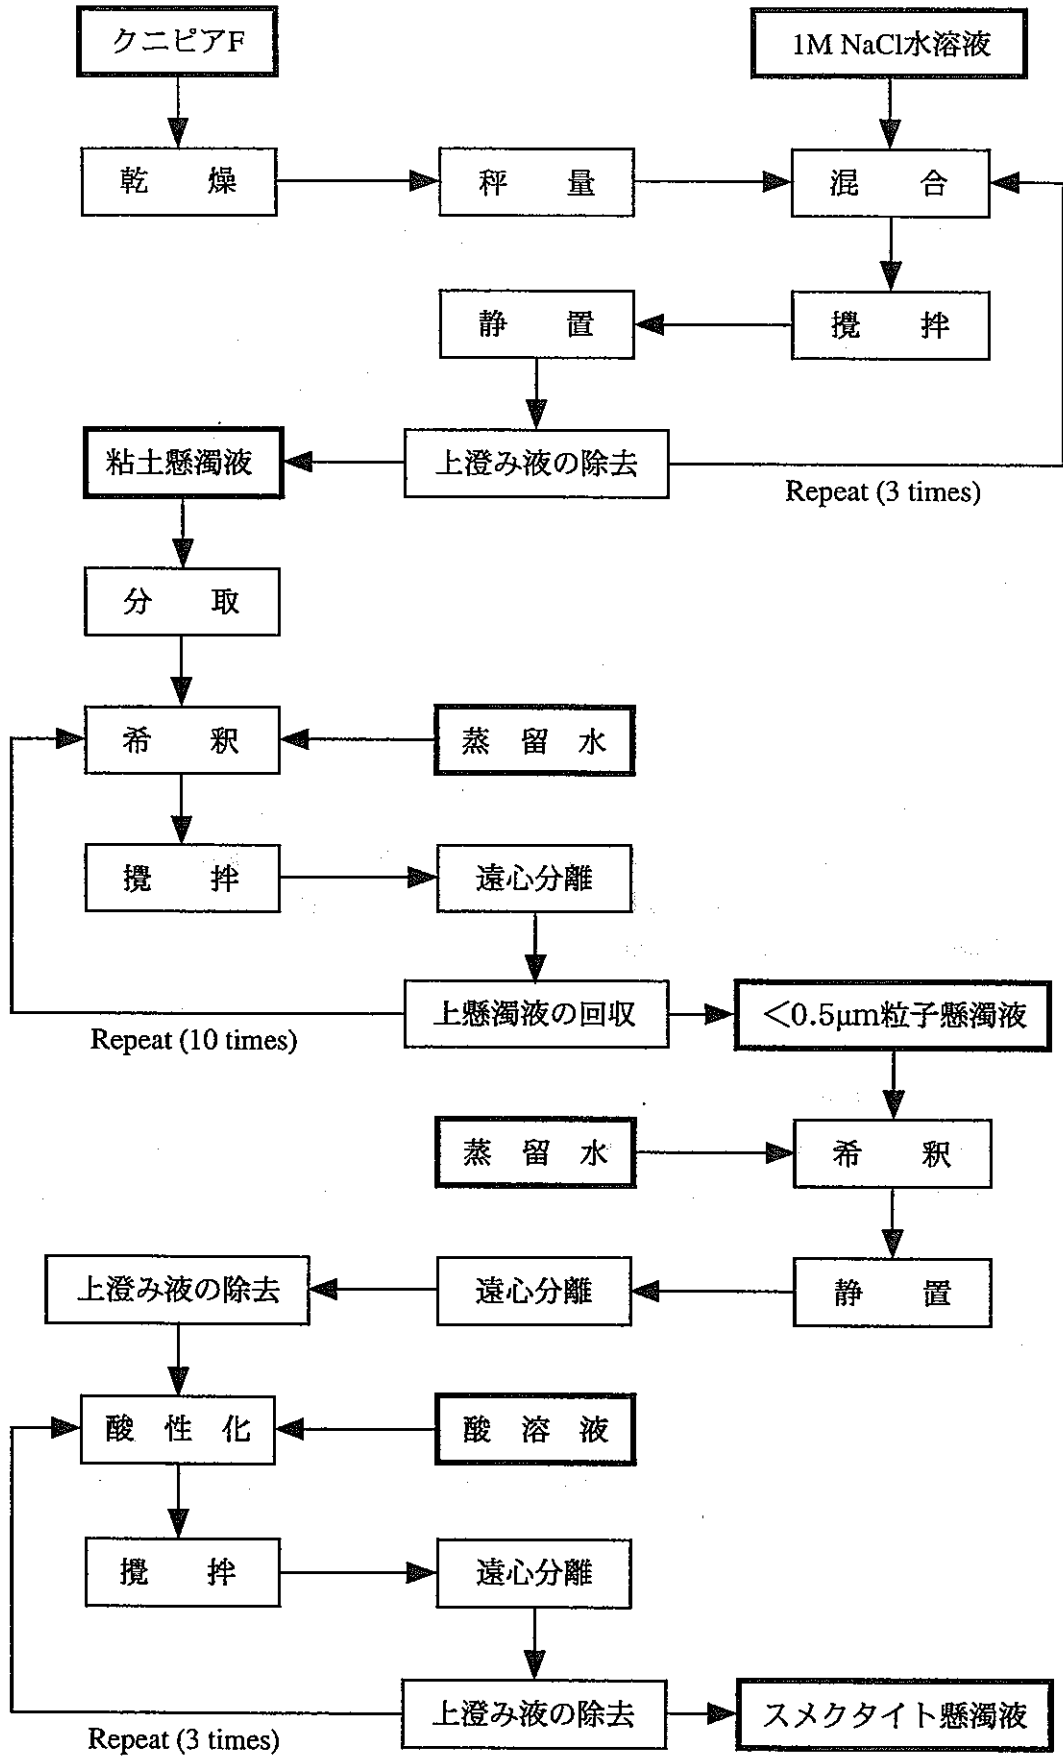 クニピアF
1M NaCl水溶液
乾 燥
秤 量
混 合
静 置
攪 拌
粘土懸濁液
上澄み液の除去
Repeat (3 times)
分 取
希 釈
蒸 留 水
攪 拌
遠心分離
上懸濁液の回収
<0.5μm粒子懸濁液
Repeat (10 times)
蒸 留 水
希 釈
上澄み液の除去
遠心分離
静 置
酸 性 化
酸 溶 液
攪 拌
遠心分離
上澄み液の除去
スメクタイト懸濁液
Repeat (3 times)